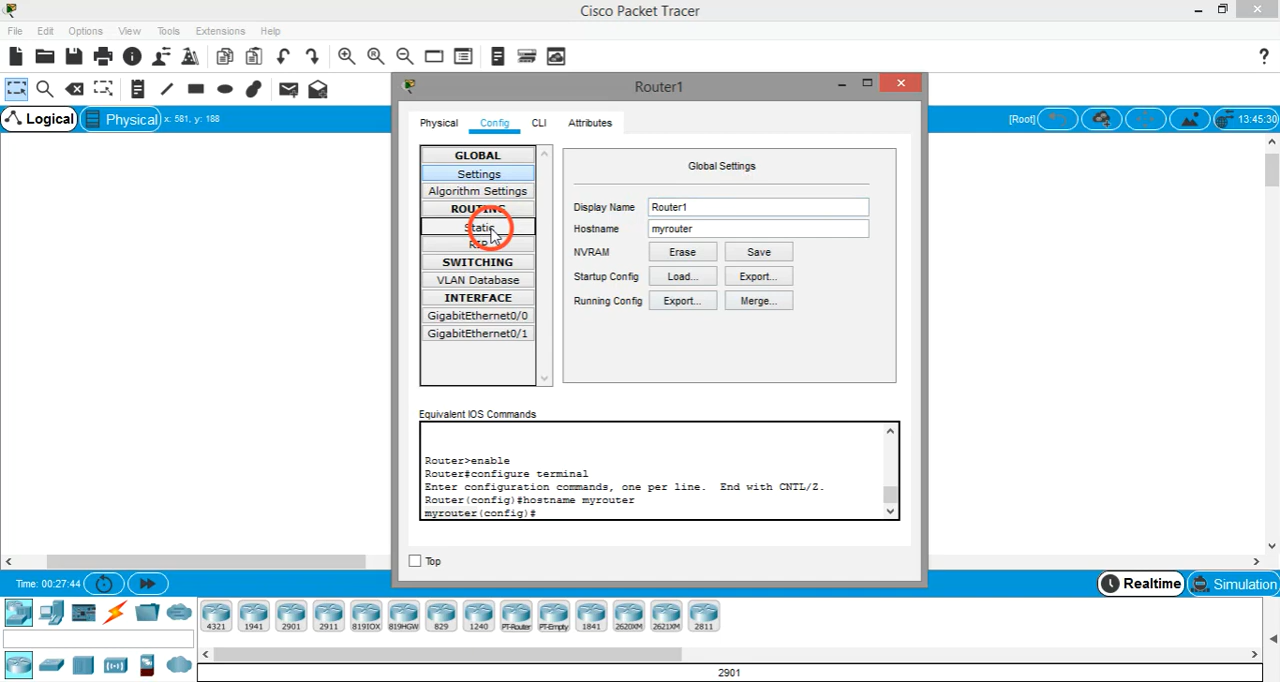 Cisco Packet Tracer
File Edit Options View Tools Extensions Help
?
Logical Physical x: 581, y: 188
[Root] 13:45:30
Router1
Physical Config CLI Attributes
GLOBAL
Settings
Algorithm Settings
ROUTING
Static
RIP
SWITCHING
VLAN Database
INTERFACE
GigabitEthernet0/0
GigabitEthernet0/1
Global Settings
Display Name Router1
Hostname myrouter
NVRAM Erase Save
Startup Config Load... Export...
Running Config Export... Merge...
Equivalent IOS Commands
Router>enable
Router#configure terminal
Enter configuration commands, one per line. End with CNTL/Z.
Router(config)#hostname myrouter
myrouter(config)#
Top
Time: 00:27:44
Realtime Simulation
4321 1941 2901 2911 819IOX 819HGW 829 1240 PT-Router PT-Empty 1841 2620XM 2621XM 2811
2901